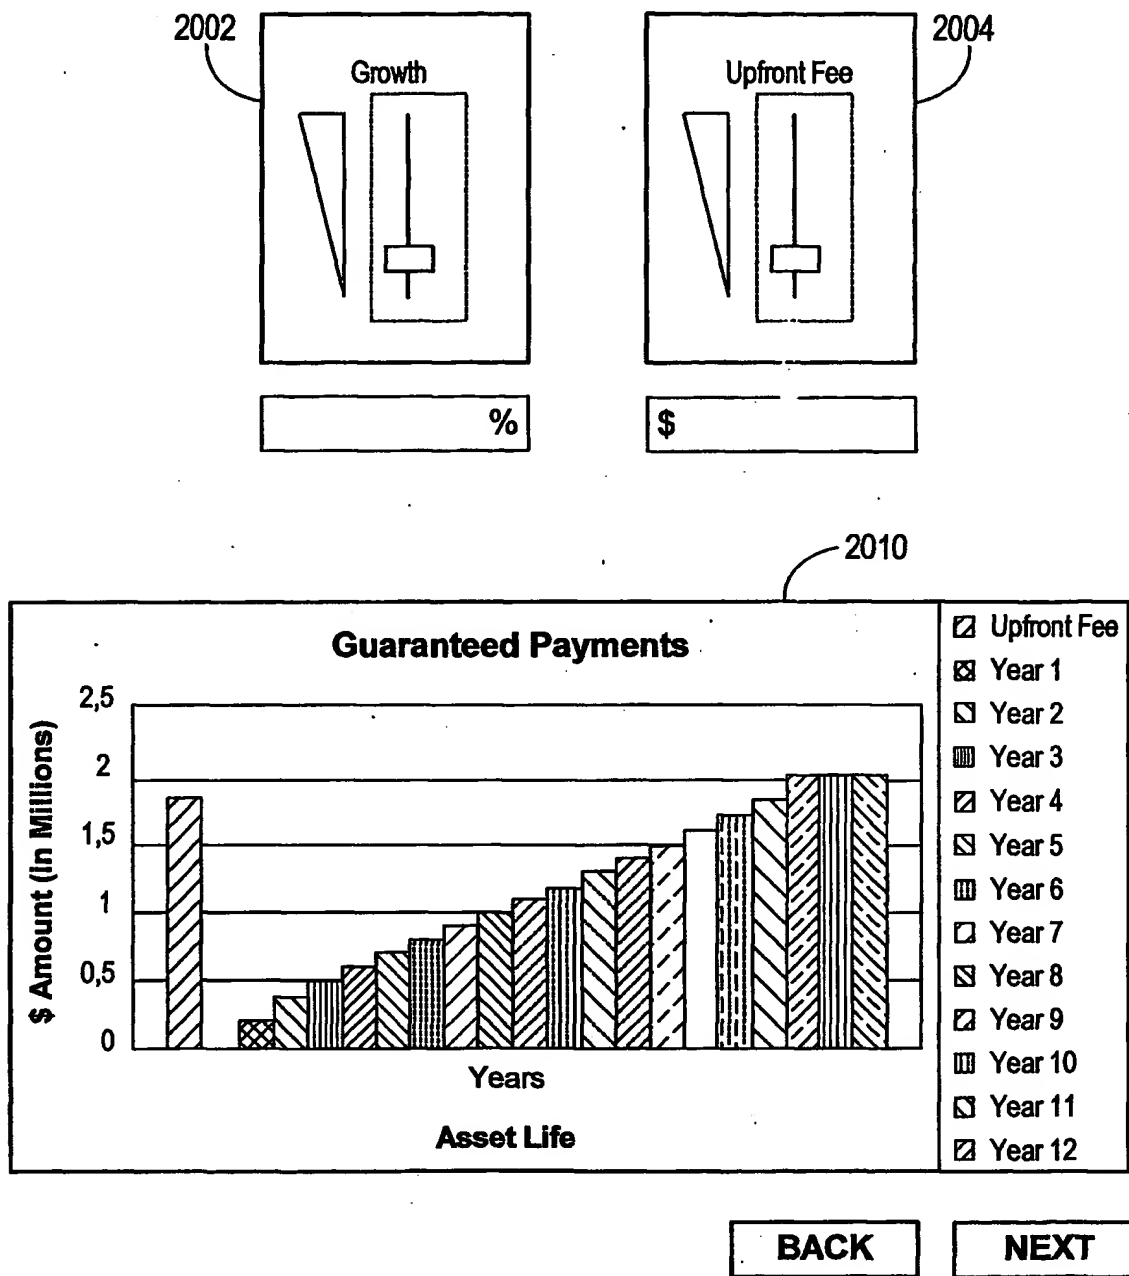 2002
2004
Growth
Upfront Fee
%
$
2010
Guaranteed Payments
$ Amount (In Millions)
2,5
2
1,5
1
0,5
0
Years
Asset Life
Upfront Fee
Year 1
Year 2
Year 3
Year 4
Year 5
Year 6
Year 7
Year 8
Year 9
Year 10
Year 11
Year 12
BACK
NEXT